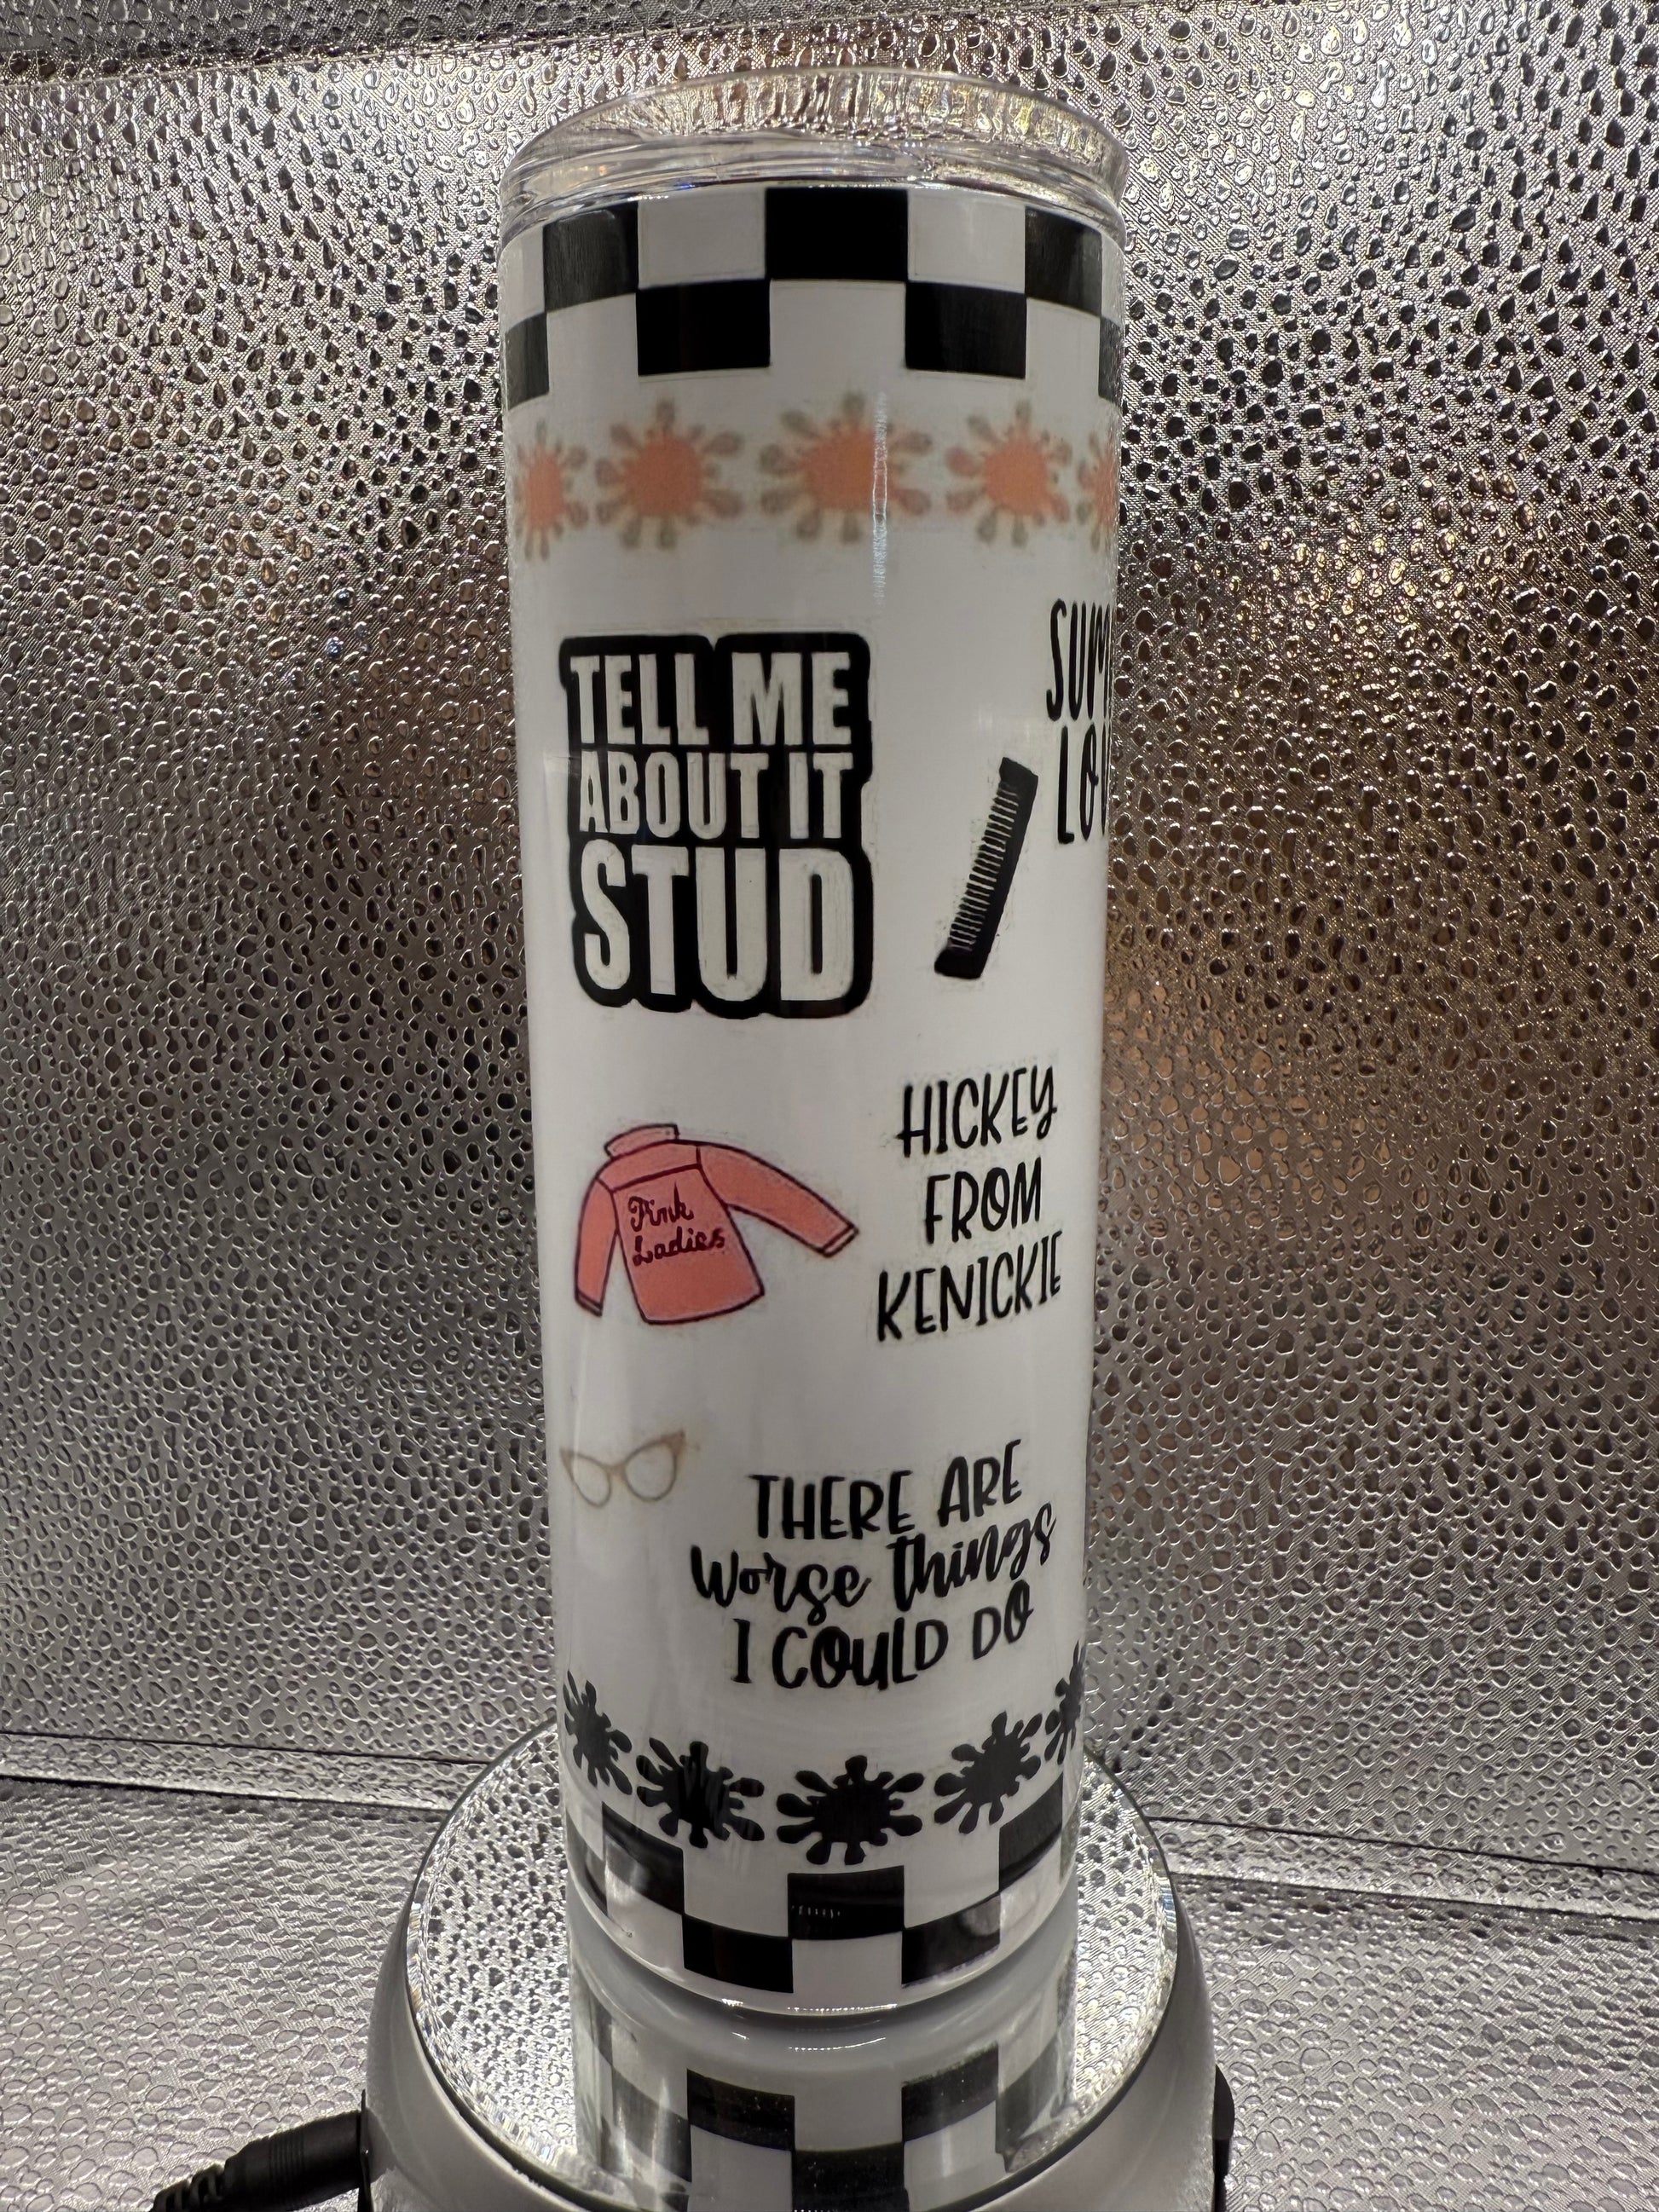 TELL ME
ABOUT IT
STUD
Pink
Ladies
HICKEY
FROM
KENICKIE
THERE ARE
worse things
I COULD DO